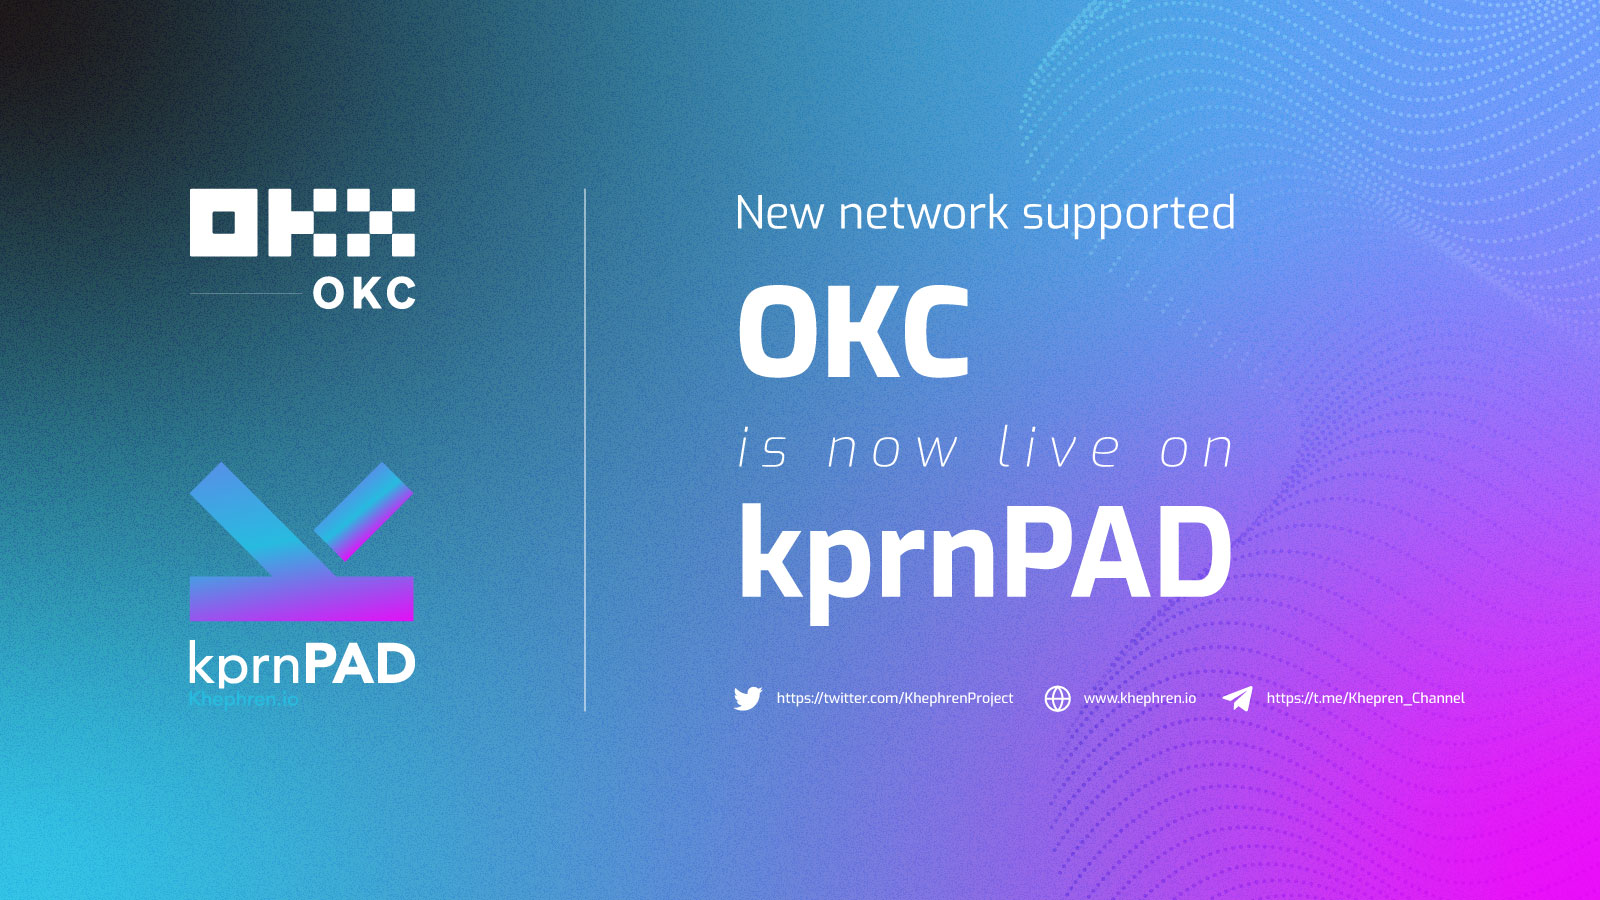 OKX
OKC
kprnPAD
Khephren.io
New network supported
OKC
is now live on
kprnPAD
https://twitter.com/KhephrenProject
www.khephren.io
https://t.me/Khepren_Channel